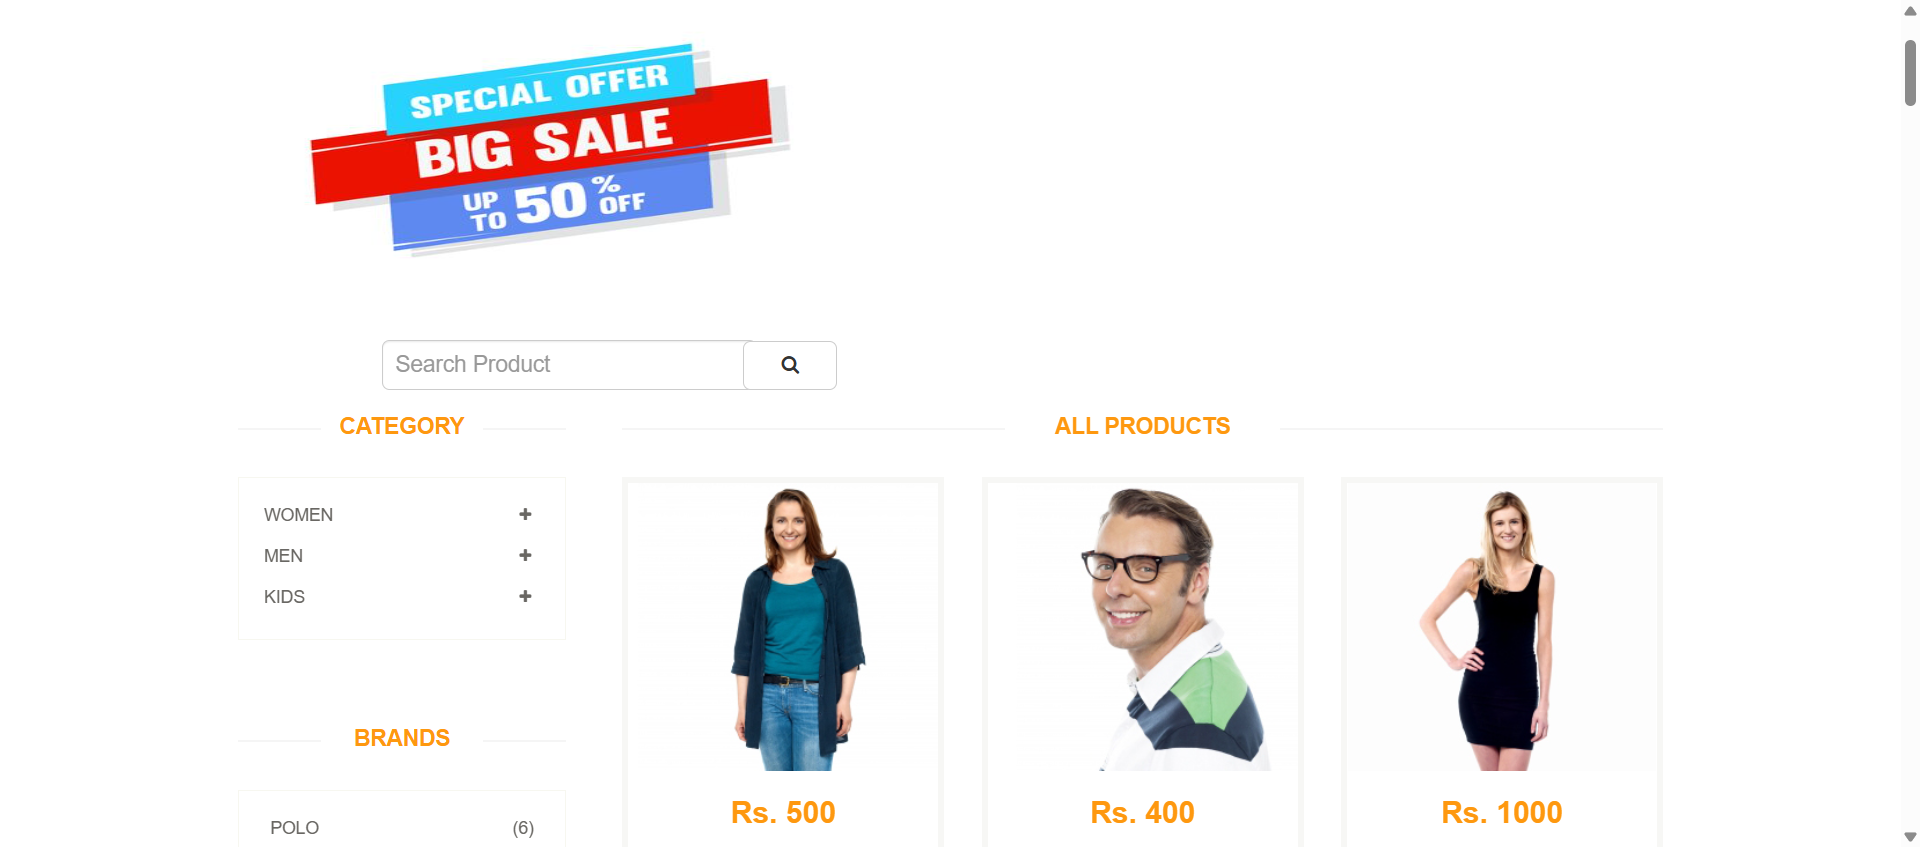 SPECIAL OFFER
BIG SALE
UP TO 50% OFF
Search Product
CATEGORY
WOMEN
MEN
KIDS
BRANDS
POLO (6)
ALL PRODUCTS
Rs. 500
Rs. 400
Rs. 1000